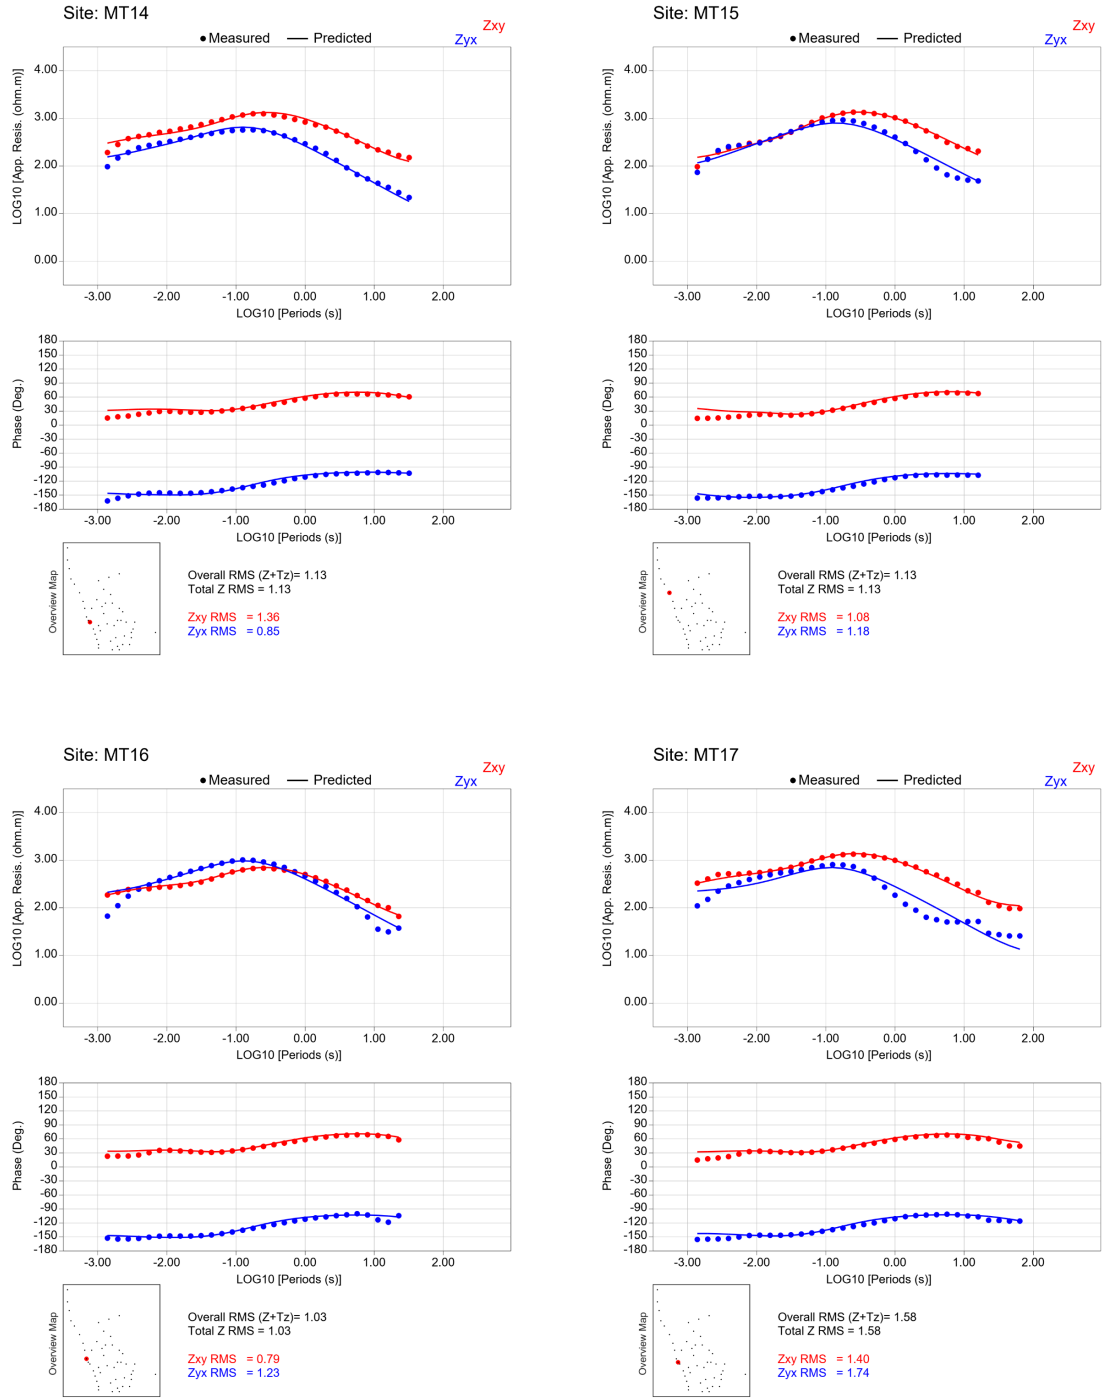 Site: MT14
Zxy
Measured Predicted Zyx
4.00
3.00
2.00
1.00
0.00
LOG10 [App. Resis. (ohm.m)]
-3.00 -2.00 -1.00 0.00 1.00 2.00
LOG10 [Periods (s)]
180
150
120
90
60
30
0
-30
-60
-90
-120
-150
-180
Phase (Deg.)
-3.00 -2.00 -1.00 0.00 1.00 2.00
LOG10 [Periods (s)]
Overview Map
Overall RMS (Z+Tz)= 1.13
Total Z RMS = 1.13
Zxy RMS = 1.36
Zyx RMS = 0.85
Site: MT15
Zxy
Measured Predicted Zyx
4.00
3.00
2.00
1.00
0.00
LOG10 [App. Resis. (ohm.m)]
-3.00 -2.00 -1.00 0.00 1.00 2.00
LOG10 [Periods (s)]
180
150
120
90
60
30
0
-30
-60
-90
-120
-150
-180
Phase (Deg.)
-3.00 -2.00 -1.00 0.00 1.00 2.00
LOG10 [Periods (s)]
Overview Map
Overall RMS (Z+Tz)= 1.13
Total Z RMS = 1.13
Zxy RMS = 1.08
Zyx RMS = 1.18
Site: MT16
Zxy
Measured Predicted Zyx
4.00
3.00
2.00
1.00
0.00
LOG10 [App. Resis. (ohm.m)]
-3.00 -2.00 -1.00 0.00 1.00 2.00
LOG10 [Periods (s)]
180
150
120
90
60
30
0
-30
-60
-90
-120
-150
-180
Phase (Deg.)
-3.00 -2.00 -1.00 0.00 1.00 2.00
LOG10 [Periods (s)]
Overview Map
Overall RMS (Z+Tz)= 1.03
Total Z RMS = 1.03
Zxy RMS = 0.79
Zyx RMS = 1.23
Site: MT17
Zxy
Measured Predicted Zyx
4.00
3.00
2.00
1.00
0.00
LOG10 [App. Resis. (ohm.m)]
-3.00 -2.00 -1.00 0.00 1.00 2.00
LOG10 [Periods (s)]
180
150
120
90
60
30
0
-30
-60
-90
-120
-150
-180
Phase (Deg.)
-3.00 -2.00 -1.00 0.00 1.00 2.00
LOG10 [Periods (s)]
Overview Map
Overall RMS (Z+Tz)= 1.58
Total Z RMS = 1.58
Zxy RMS = 1.40
Zyx RMS = 1.74